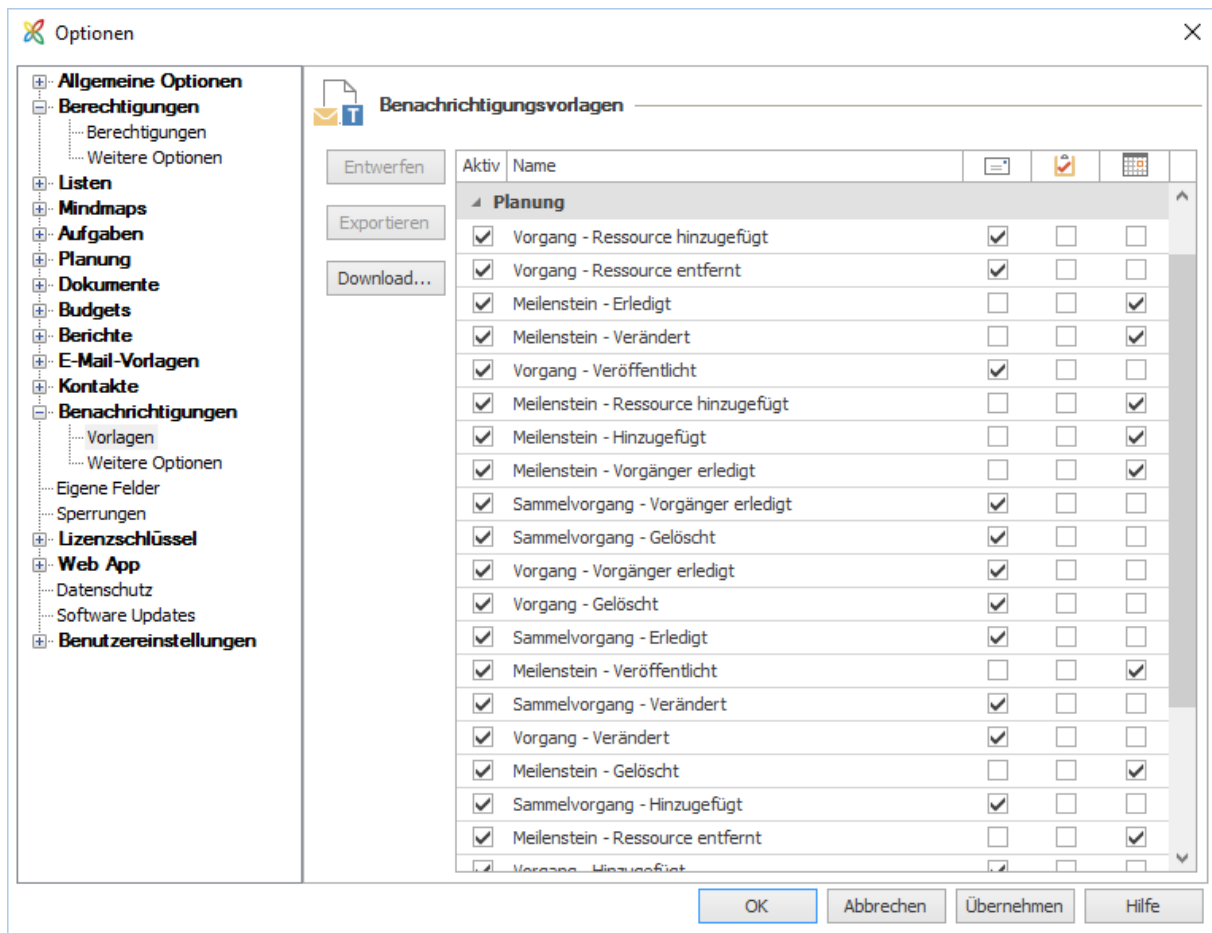 Optionen
Allgemeine Optionen
Berechtigungen
Berechtigungen
Weitere Optionen
Listen
Mindmaps
Aufgaben
Planung
Dokumente
Budgets
Berichte
E-Mail-Vorlagen
Kontakte
Benachrichtigungen
Vorlagen
Weitere Optionen
Eigene Felder
Sperrungen
Lizenzschlüssel
Web App
Datenschutz
Software Updates
Benutzereinstellungen
T
Benachrichtigungsvorlagen
Entwerfen
Exportieren
Download...
Aktiv Name
Planung
Vorgang - Ressource hinzugefügt
Vorgang - Ressource entfernt
Meilenstein - Erledigt
Meilenstein - Verändert
Vorgang - Veröffentlicht
Meilenstein - Ressource hinzugefügt
Meilenstein - Hinzugefügt
Meilenstein - Vorgänger erledigt
Sammelvorgang - Vorgänger erledigt
Sammelvorgang - Gelöscht
Vorgang - Vorgänger erledigt
Vorgang - Gelöscht
Sammelvorgang - Erledigt
Meilenstein - Veröffentlicht
Sammelvorgang - Verändert
Vorgang - Verändert
Meilenstein - Gelöscht
Sammelvorgang - Hinzugefügt
Meilenstein - Ressource entfernt
Vorgang - Hinzugefügt
OK
Abbrechen
Übernehmen
Hilfe